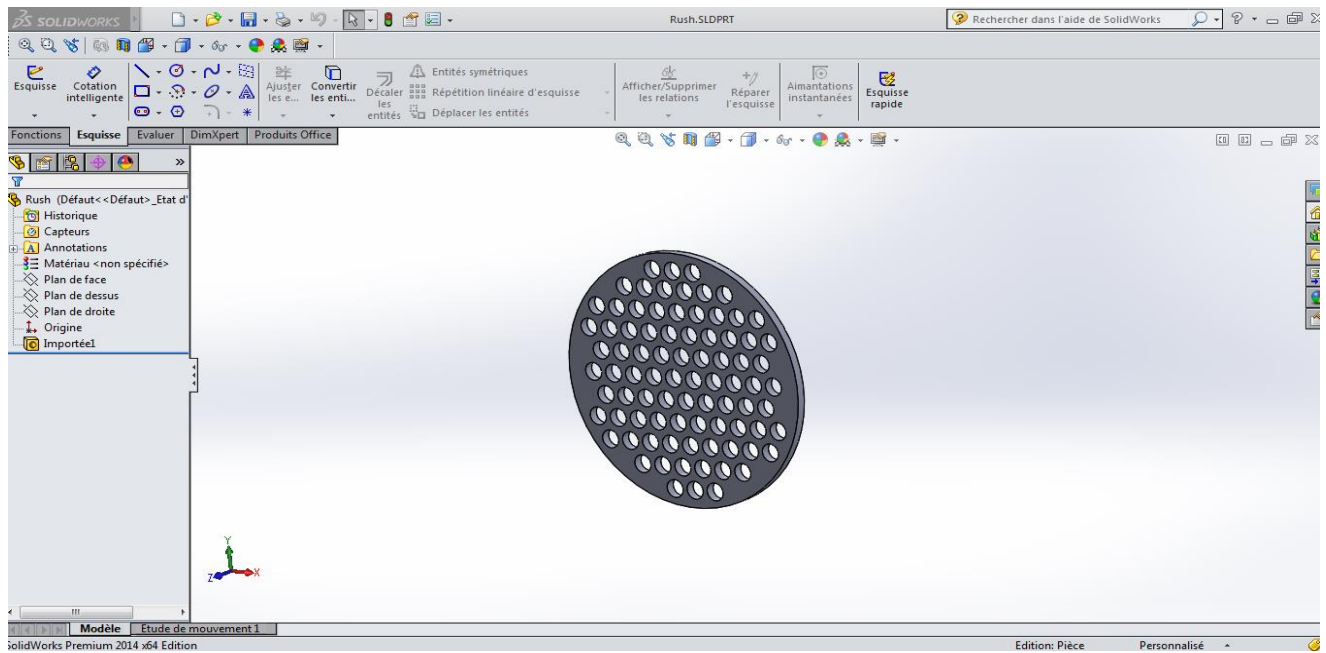 SOLIDWORKS
Rush.SLDPRT
Rechercher dans l'aide de SolidWorks
Esquisse
Cotation intelligente
Ajuster les e...
Convertir les enti...
Décaler les entités
Entités symétriques
Répétition linéaire d'esquisse
Déplacer les entités
Afficher/Supprimer les relations
Réparer l'esquisse
Aimantations instantanées
Esquisse rapide
Fonctions Esquisse Evaluer DimXpert Produits Office
Rush (Défaut<<Défaut>_Etat d'
Historique
Capteurs
Annotations
Matériau <non spécifié>
Plan de face
Plan de dessus
Plan de droite
Origine
Importée1
Y
Z X
Modèle Etude de mouvement 1
SolidWorks Premium 2014 x64 Edition
Edition: Pièce
Personnalisé